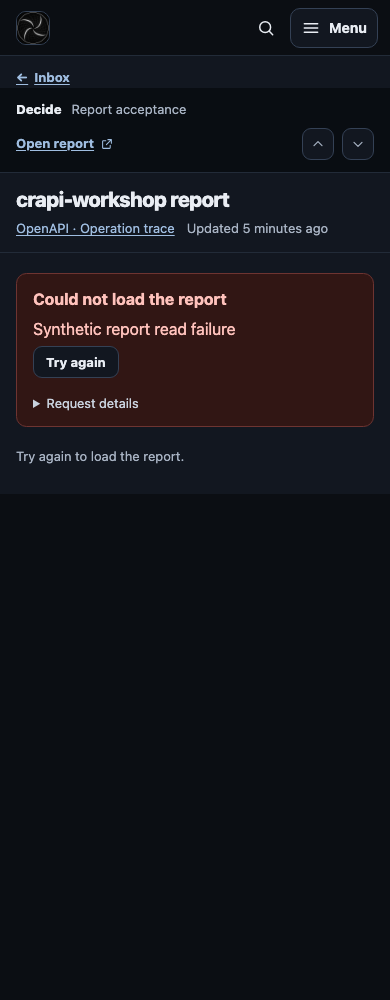 Menu
← Inbox
Decide Report acceptance
Open report
crapi-workshop report
OpenAPI · Operation trace Updated 5 minutes ago
Could not load the report
Synthetic report read failure
Try again
Request details
Try again to load the report.